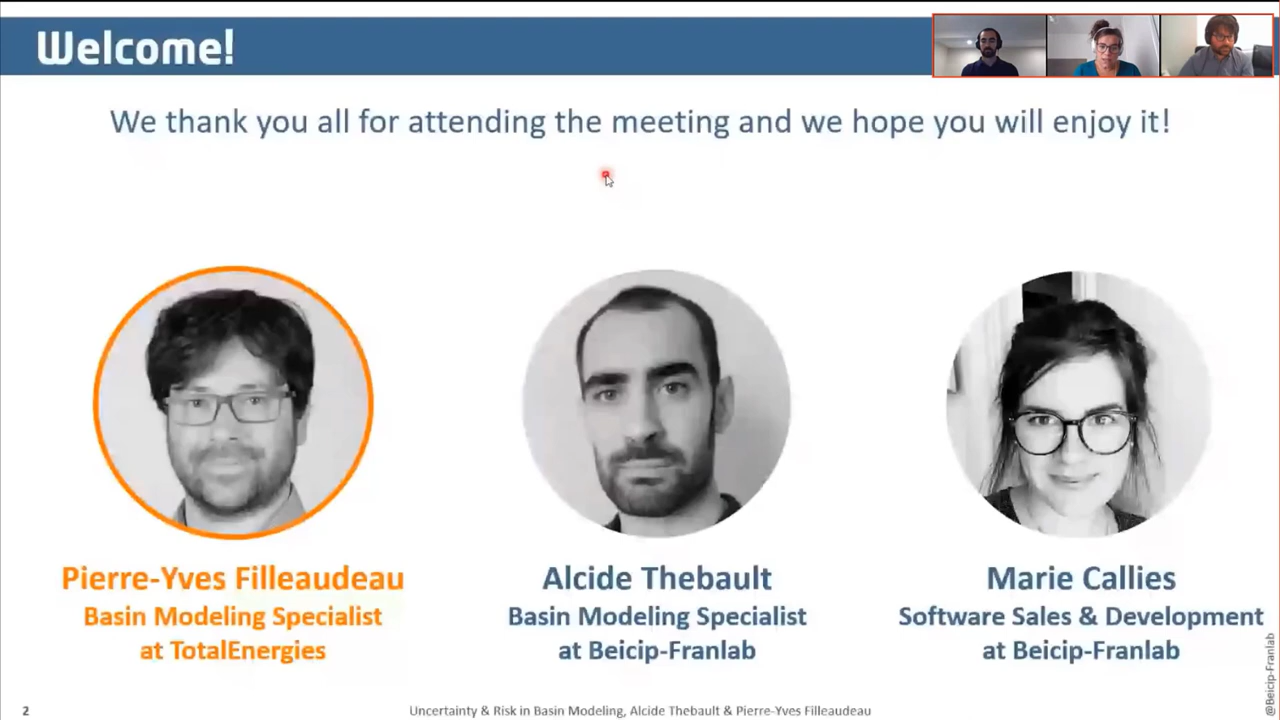 Welcome!
We thank you all for attending the meeting and we hope you will enjoy it!
Pierre-Yves Filleaudeau
Basin Modeling Specialist
at TotalEnergies
Alcide Thebault
Basin Modeling Specialist
at Beicip-Franlab
Marie Callies
Software Sales & Development
at Beicip-Franlab
@Beicip-Franlab
2
Uncertainty & Risk in Basin Modeling, Alcide Thebault & Pierre-Yves Filleaudeau